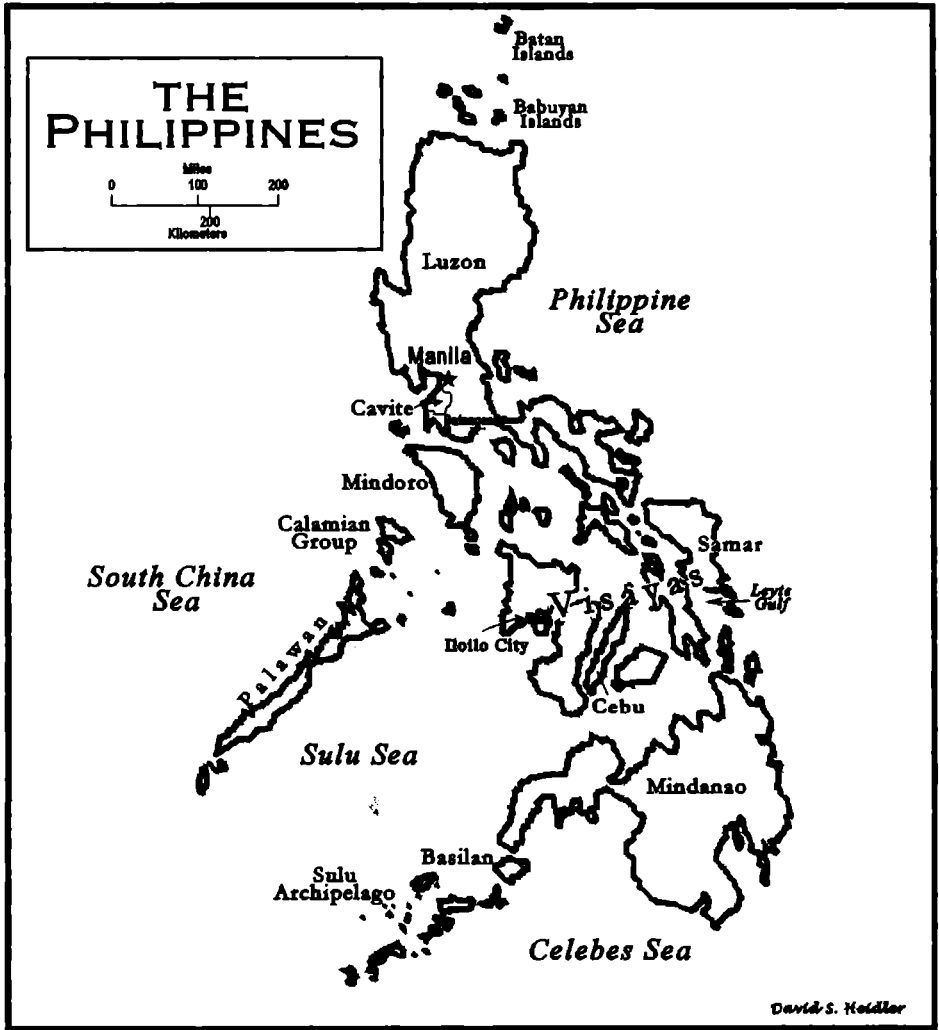 THE
PHILIPPINES
Miles
0 100 200
200
Kilometers
Batan
Islands
Babuyan
Islands
Luzon
Philippine
Sea
Manila
Cavite
Mindoro
Calamian
Group
Samar
South China
Sea
Visayas
Leyte
Gulf
Iloilo City
Palawan
Cebu
Sulu Sea
Mindanao
Basilan
Sulu
Archipelago
Celebes Sea
David S. Heidler